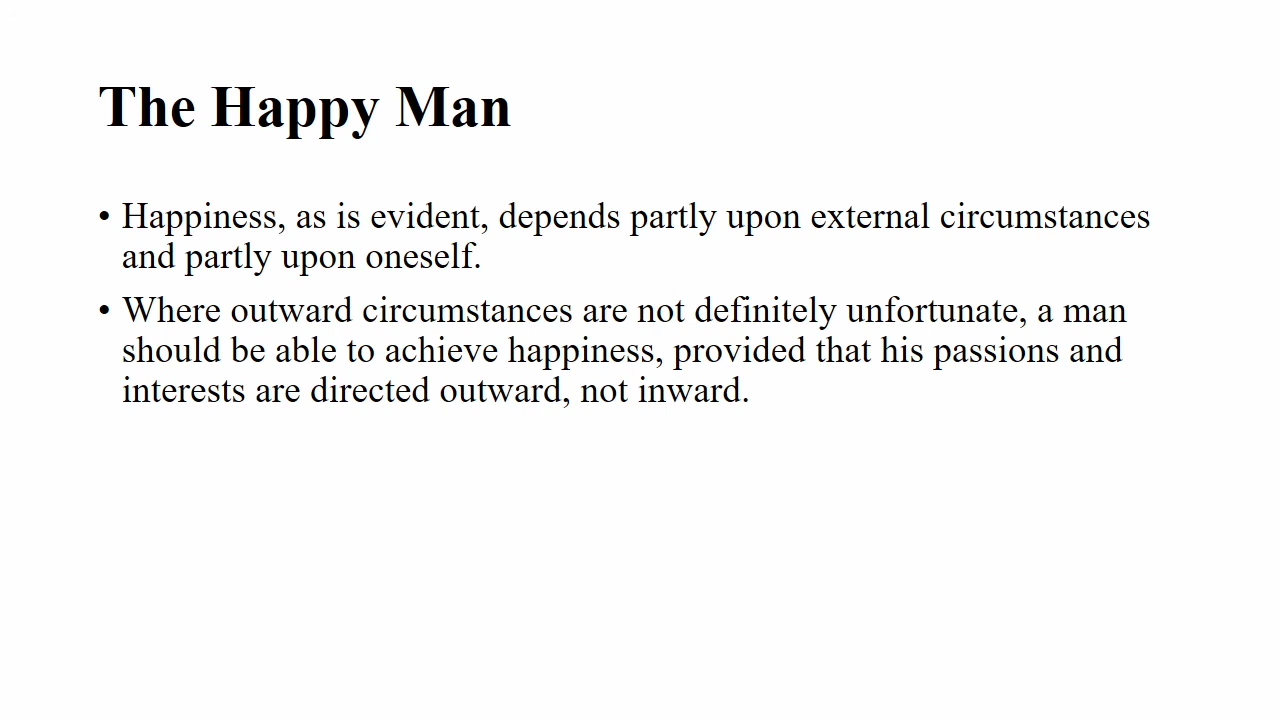 The Happy Man
• Happiness, as is evident, depends partly upon external circumstances
and partly upon oneself.
• Where outward circumstances are not definitely unfortunate, a man
should be able to achieve happiness, provided that his passions and
interests are directed outward, not inward.